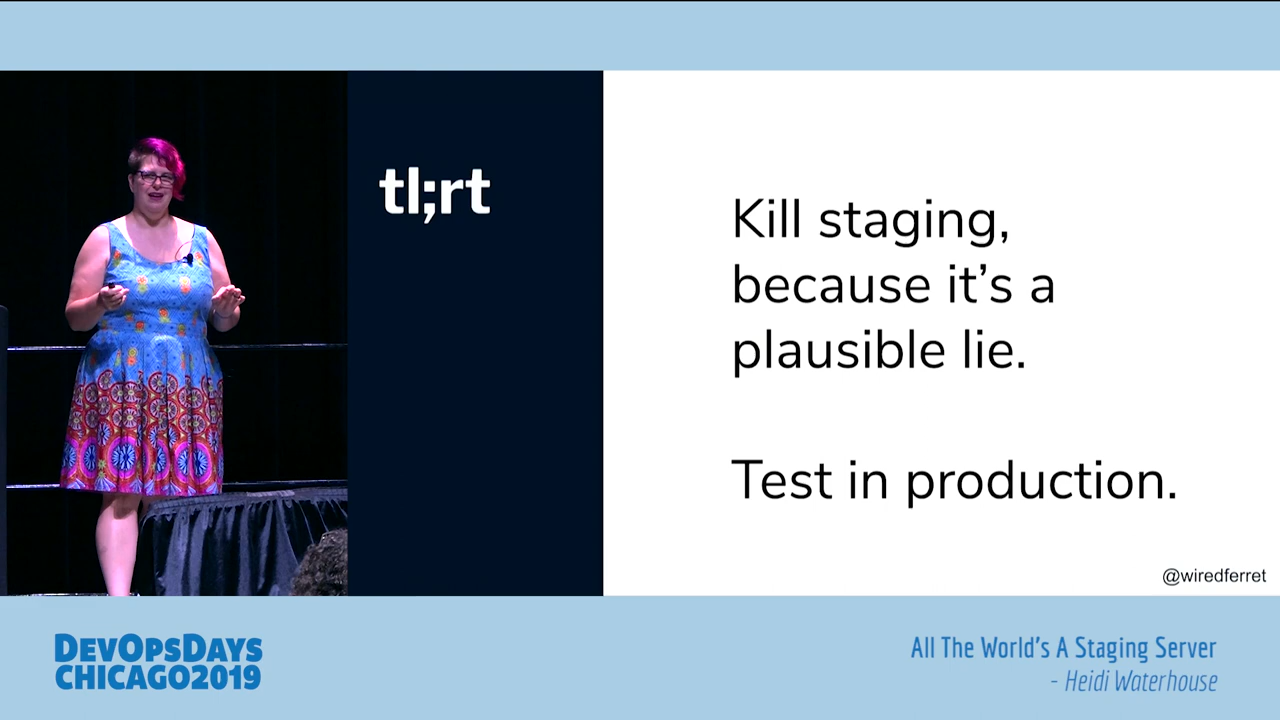 tl;rt
Kill staging,
because it’s a
plausible lie.
Test in production.
@wiredferret
DevOpsDays
CHICAGO2019
All The World's A Staging Server
- Heidi Waterhouse